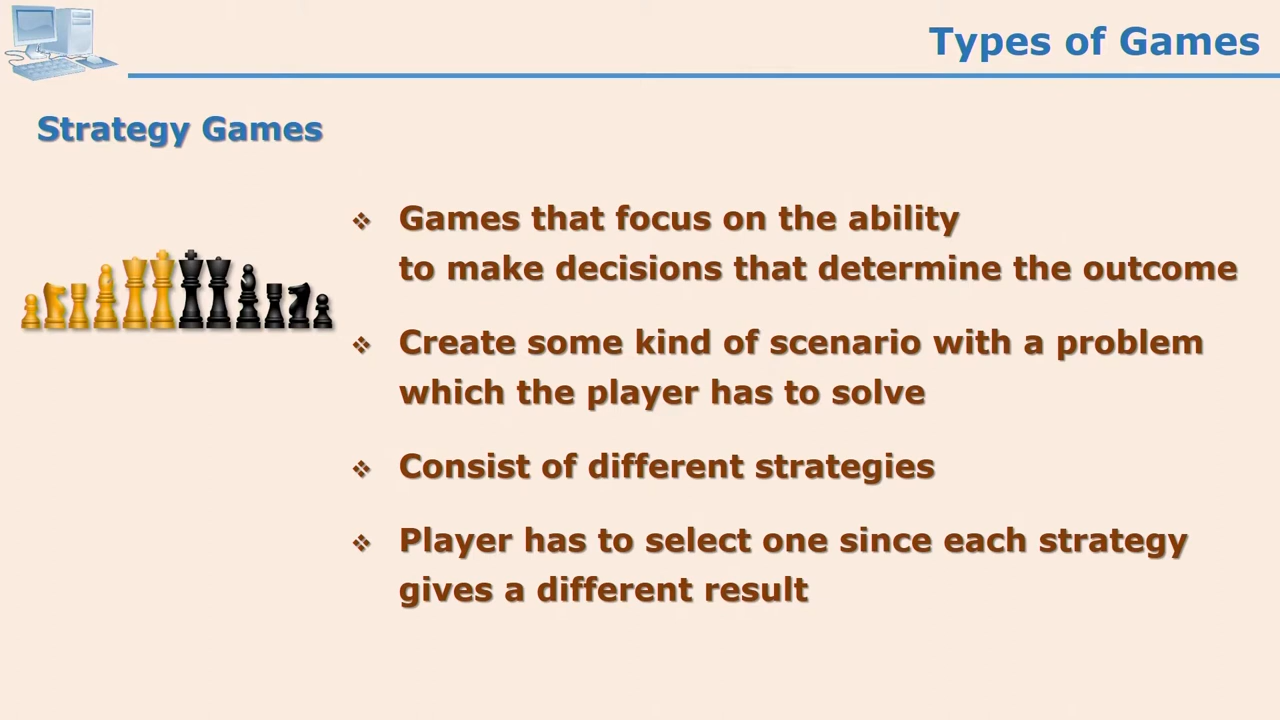 Types of Games
Strategy Games
❖ Games that focus on the ability
to make decisions that determine the outcome
❖ Create some kind of scenario with a problem
which the player has to solve
❖ Consist of different strategies
❖ Player has to select one since each strategy
gives a different result